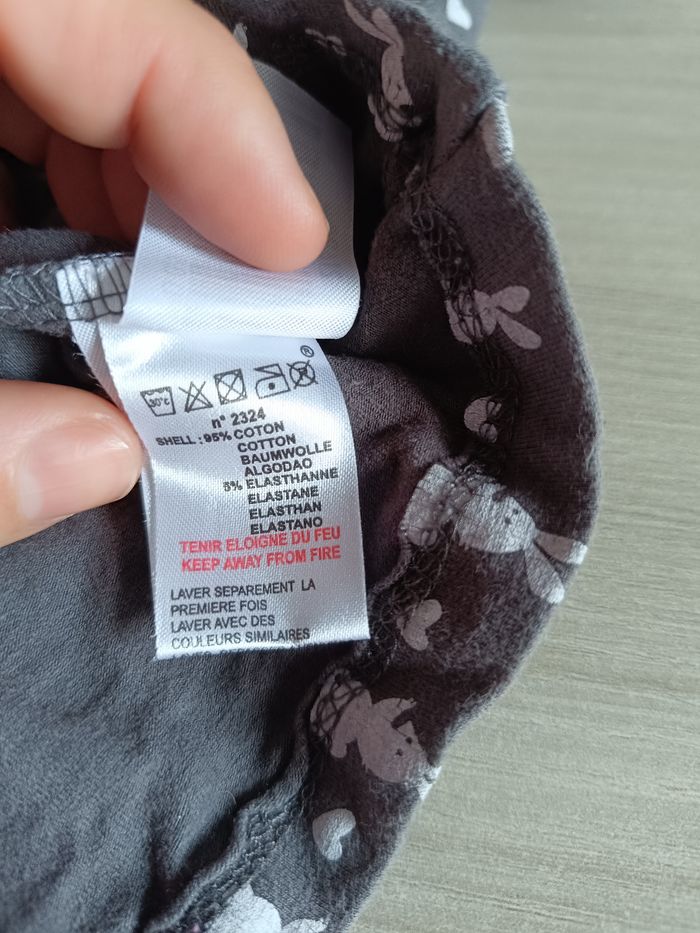 ®
30°C
n° 2324
SHELL : 95% COTON
COTTON
BAUMWOLLE
ALGODAO
5% ELASTHANNE
ELASTANE
ELASTHAN
ELASTANO
TENIR ELOIGNE DU FEU
KEEP AWAY FROM FIRE
LAVER SEPAREMENT LA
PREMIERE FOIS
LAVER AVEC DES
COULEURS SIMILAIRES